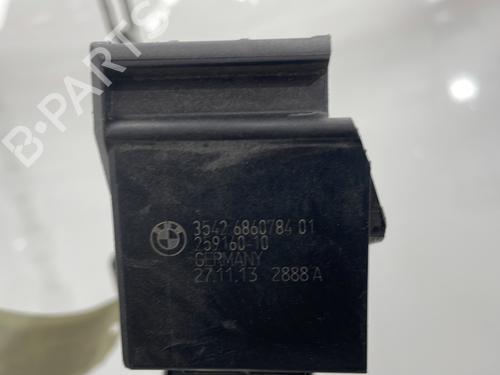 B-PARTS
3542 6860784 01
259160-10
GERMANY
27.11.13 2888 A